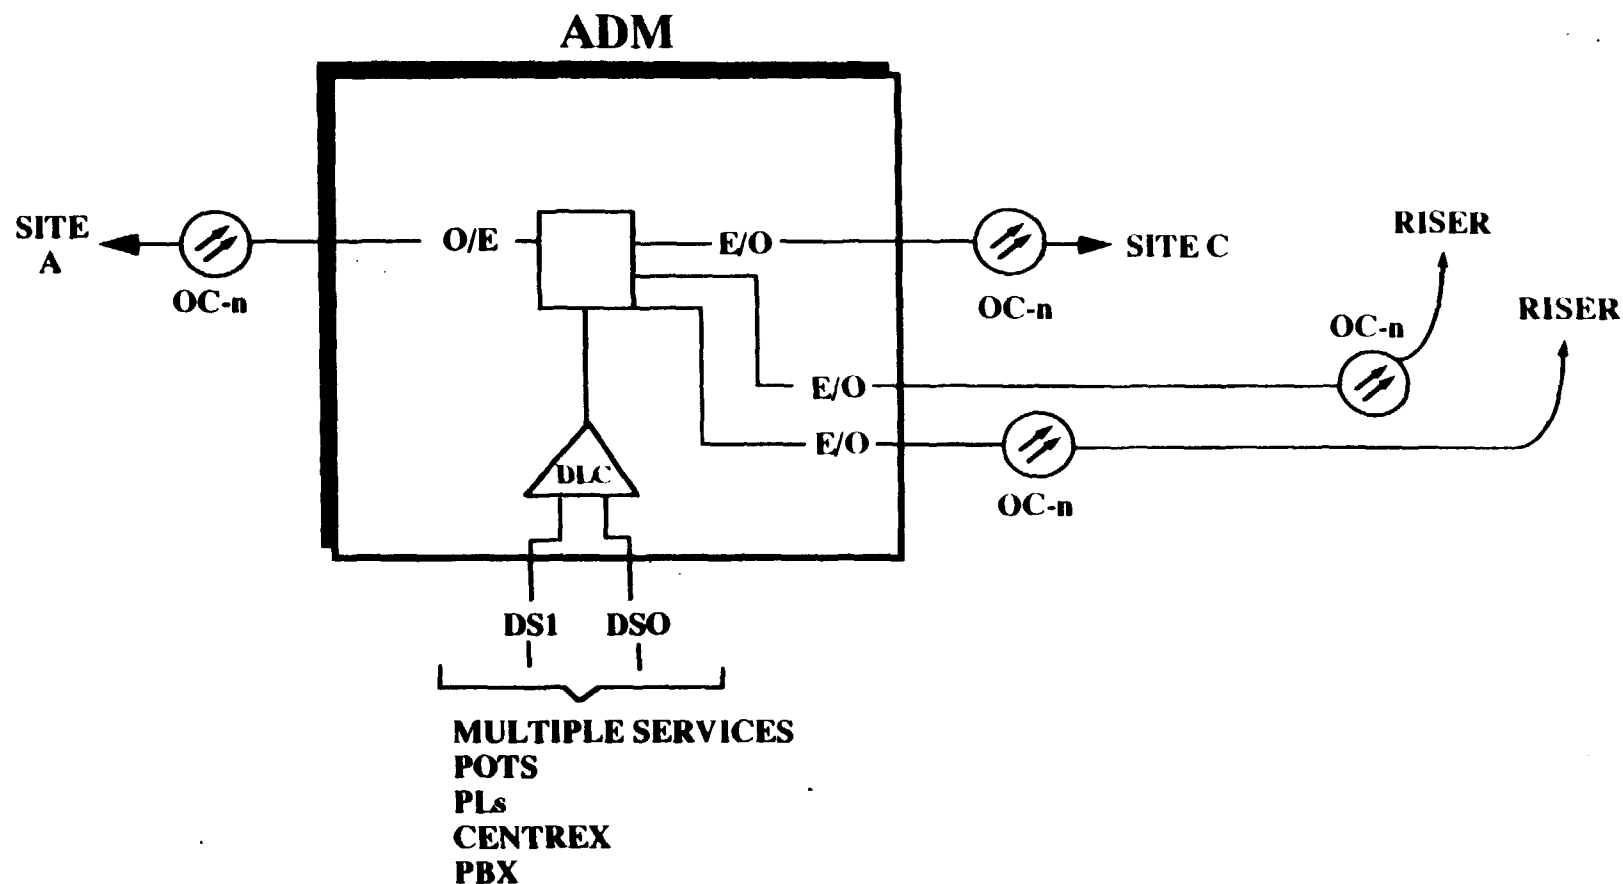 ADM
SITE
A
OC-n
O/E
E/O
OC-n
SITE C
RISER
RISER
OC-n
E/O
E/O
OC-n
DLC
DS1 DSO
MULTIPLE SERVICES
POTS
PLs
CENTREX
PBX